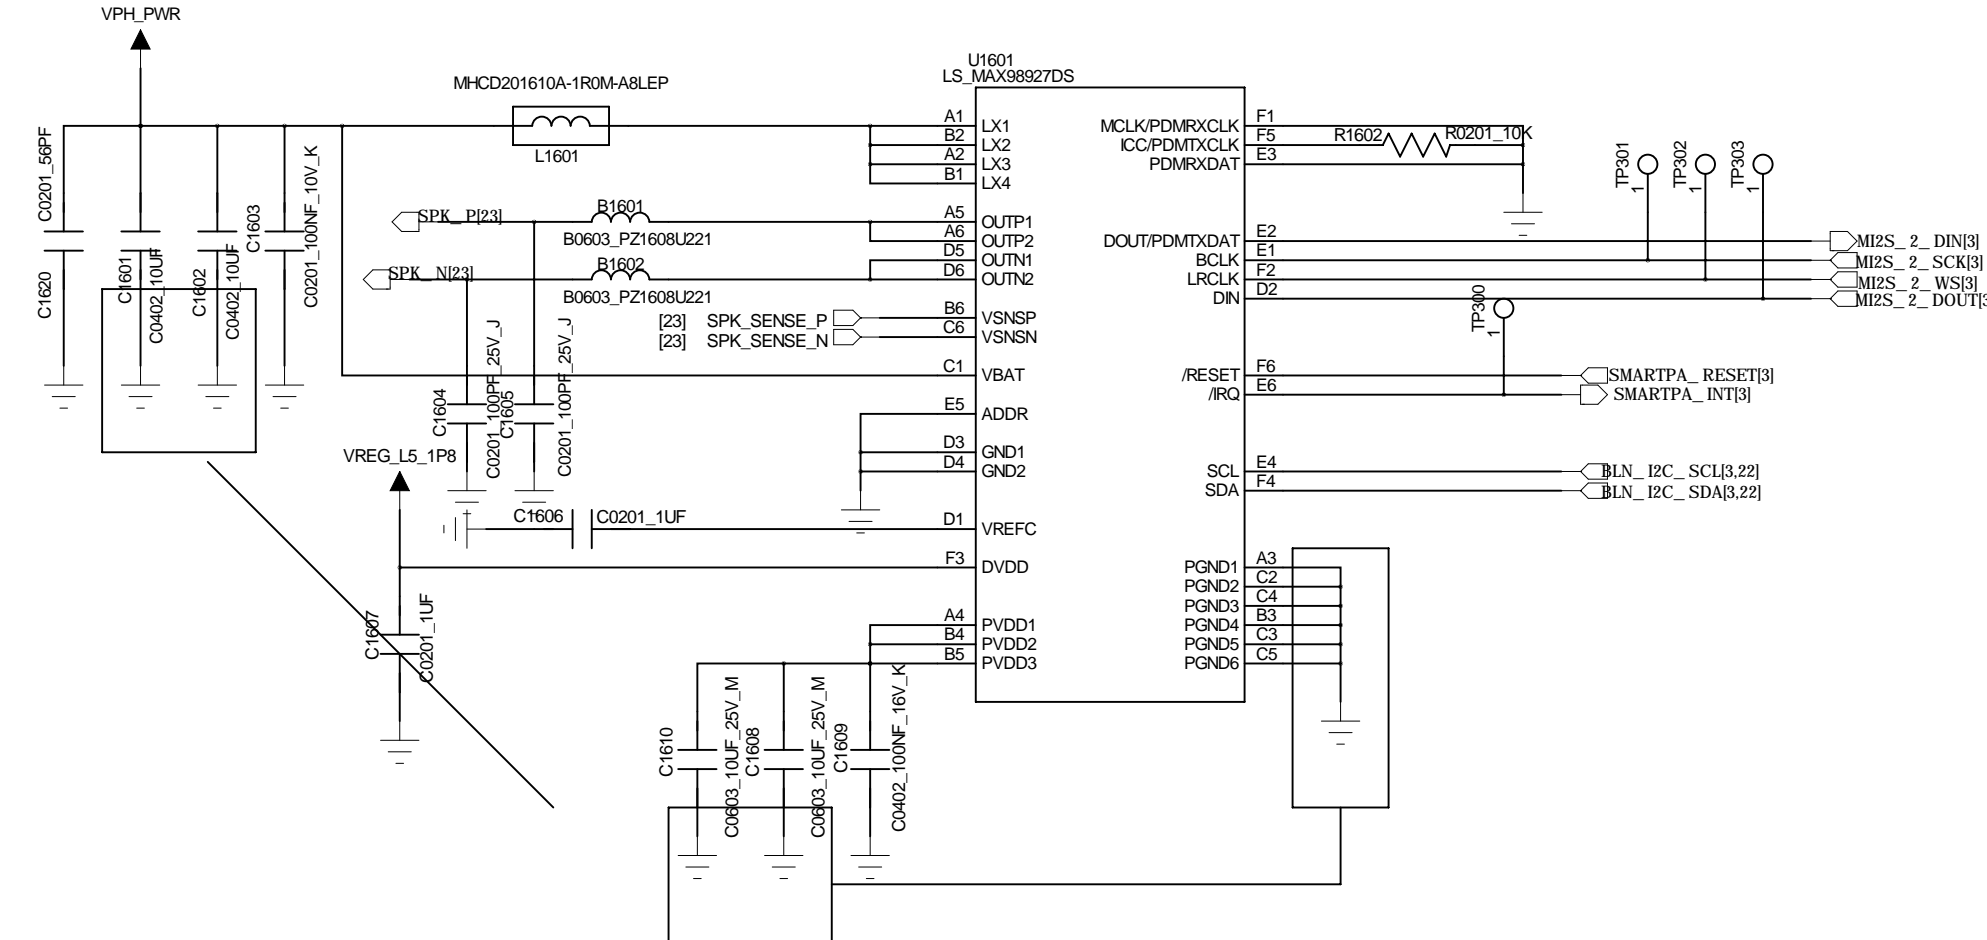 VPH_PWR
U1601
LS_MAX98927DS
MHCD201610A-1R0M-A8LEP
L1601
C0201_56PF
C1620
C1601
C0402_10UF
C1602
C0402_10UF
C1603
C0201_100NF_10V_K
A1 LX1
B2 LX2
A2 LX3
B1 LX4
SPK_P[23]
B1601
B0603_PZ1608U221
A5 OUTP1
A6 OUTP2
D5 OUTN1
D6 OUTN2
SPK_N[23]
B1602
B0603_PZ1608U221
[23] SPK_SENSE_P
B6 VSNSP
[23] SPK_SENSE_N
C6 VSNSN
C1 VBAT
E5 ADDR
D3 GND1
D4 GND2
C1604
C0201_100PF_25V_J
C1605
C0201_100PF_25V_J
VREG_L5_1P8
C1606 C0201_1UF
D1 VREFC
F3 DVDD
C1607
C0201_1UF
A4 PVDD1
B4 PVDD2
B5 PVDD3
C1610
C0603_10UF_25V_M
C1608
C0603_10UF_25V_M
C1609
C0402_100NF_16V_K
MCLK/PDMRXCLK F1
ICC/PDMTXCLK F5
PDMRXDAT E3
R1602 R0201_10K
TP301
1
TP302
1
TP303
1
DOUT/PDMTXDAT E2 MI2S_2_DIN[3]
BCLK E1 MI2S_2_SCK[3]
LRCLK F2 MI2S_2_WS[3]
DIN D2 MI2S_2_DOUT[3
TP300
1
/RESET F6 SMARTPA_RESET[3]
/IRQ E6 SMARTPA_INT[3]
SCL E4 BLN_I2C_SCL[3,22]
SDA F4 BLN_I2C_SDA[3,22]
PGND1 A3
PGND2 C2
PGND3 C4
PGND4 B3
PGND5 C3
PGND6 C5